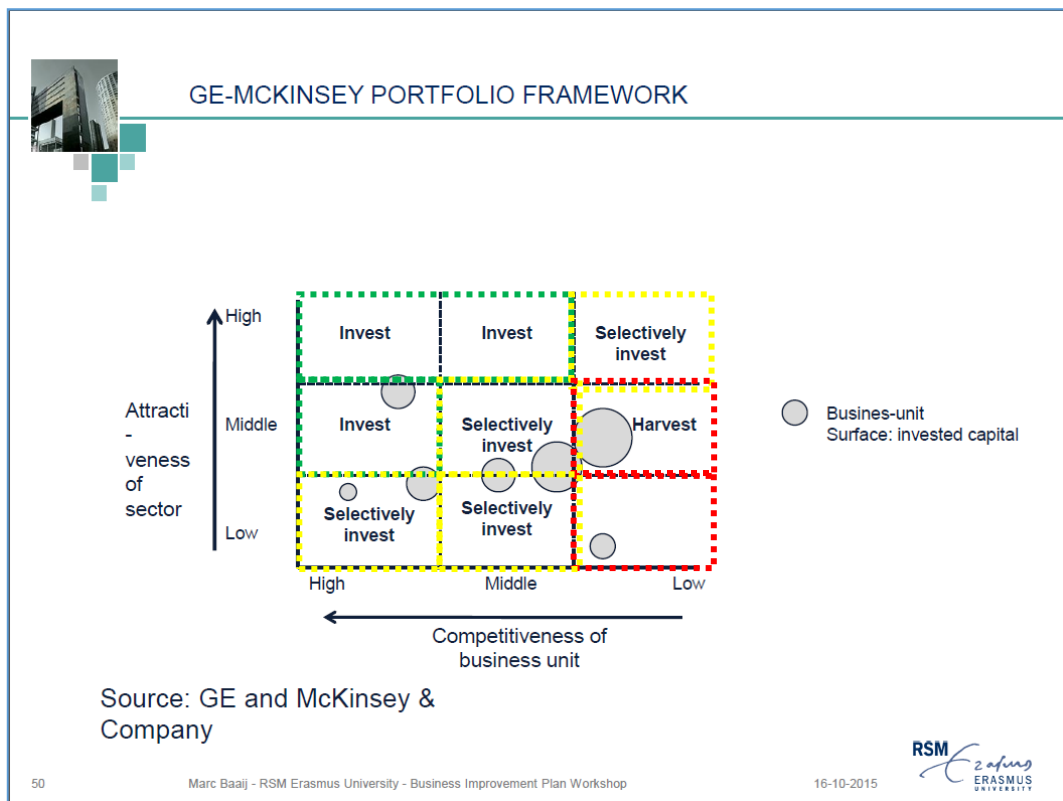 GE-MCKINSEY PORTFOLIO FRAMEWORK
High
Invest
Invest
Selectively
invest
Attracti
-
veness
of
sector
Middle
Invest
Selectively
invest
Harvest
Busines-unit
Surface: invested capital
Low
Selectively
invest
Selectively
invest
High
Middle
Low
Competitiveness of
business unit
Source: GE and McKinsey &
Company
50
Marc Baaij - RSM Erasmus University - Business Improvement Plan Workshop
16-10-2015
RSM
Erasmus
ERASMUS
UNIVERSITY